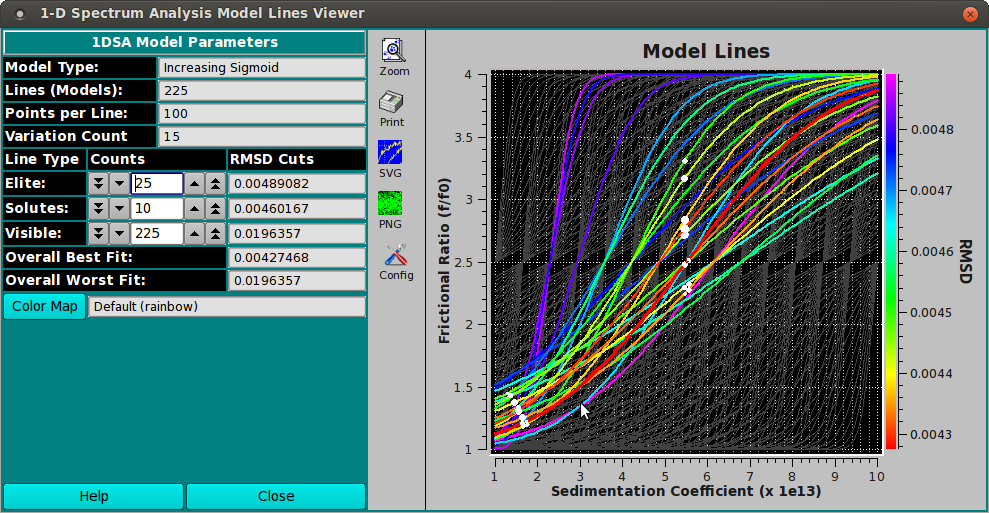 1-D Spectrum Analysis Model Lines Viewer
1DSA Model Parameters
Model Type: Increasing Sigmoid
Lines (Models): 225
Points per Line: 100
Variation Count 15
Line Type Counts RMSD Cuts
Elite: 25 0.00489082
Solutes: 10 0.00460167
Visible: 225 0.0196357
Overall Best Fit: 0.00427468
Overall Worst Fit: 0.0196357
Color Map Default (rainbow)
Help Close
Zoom
Print
SVG
PNG
Config
Model Lines
Frictional Ratio (f/f0)
4
3.5
3
2.5
2
1.5
1
1 2 3 4 5 6 7 8 9 10
Sedimentation Coefficient (x 1e13)
0.0048
0.0047
0.0046
0.0045
0.0044
0.0043
RMSD